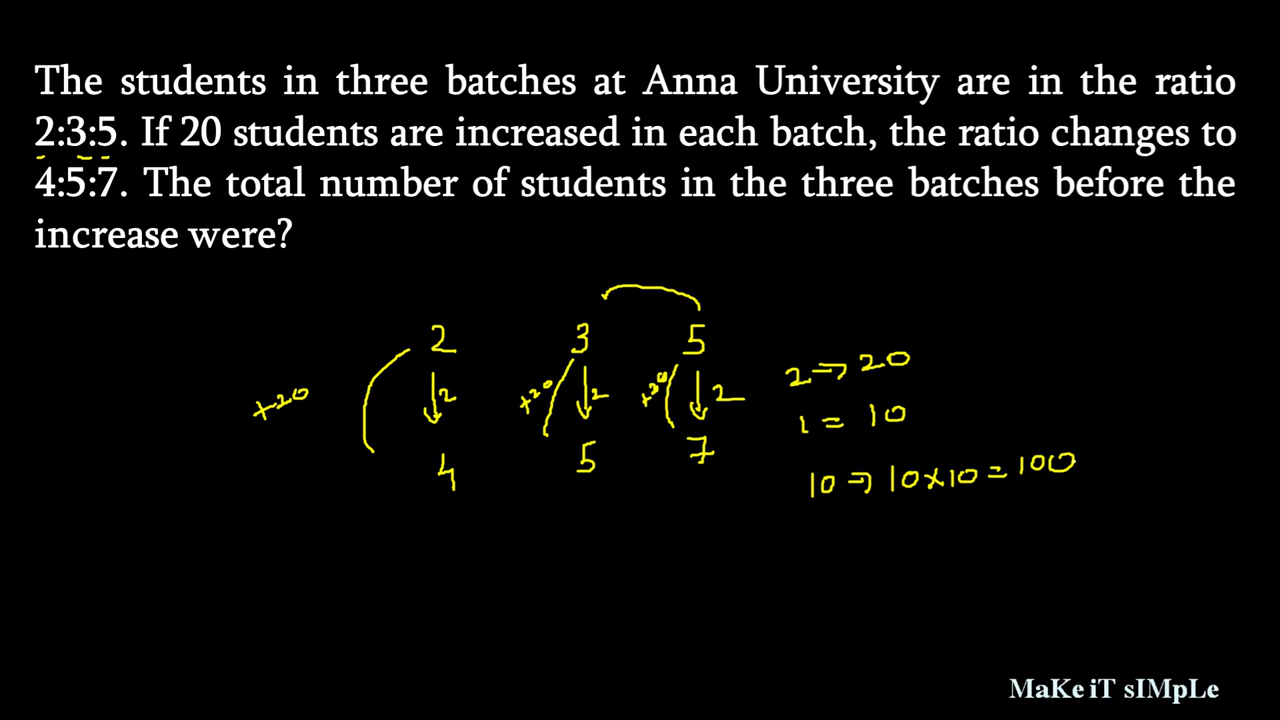 The students in three batches at Anna University are in the ratio
2:3:5. If 20 students are increased in each batch, the ratio changes to
4:5:7. The total number of students in the three batches before the
increase were?
2 3 5
+20 2 +20 2 +20 2
4 5 7
2 → 20
1 = 10
10 → 10×10 = 100
MaKe iT sIMpLe